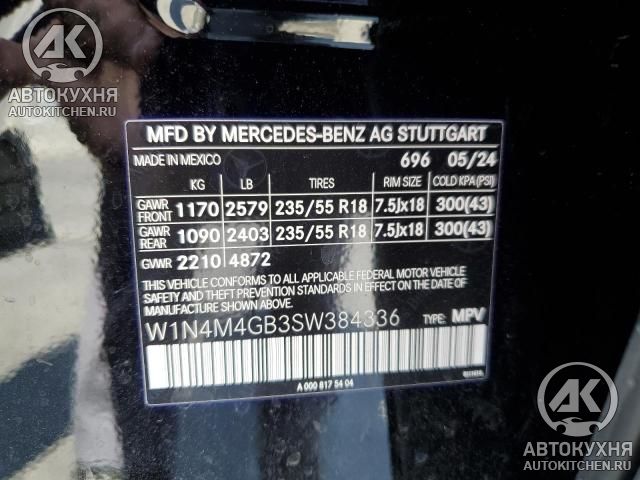 АВТОКУХНЯ
AUTOKITCHEN.RU
MFD BY MERCEDES-BENZ AG STUTTGART
MADE IN MEXICO 696 05/24
KG LB TIRES RIM SIZE COLD KPA(PSI)
GAWR FRONT 1170 2579 235/55 R18 7.5Jx18 300(43)
GAWR REAR 1090 2403 235/55 R18 7.5Jx18 300(43)
GVWR 2210 4872
THIS VEHICLE CONFORMS TO ALL APPLICABLE FEDERAL MOTOR VEHICLE
SAFETY AND THEFT PREVENTION STANDARDS IN EFFECT ON THE DATE OF
MANUFACTURE SHOWN ABOVE.
W1N4M4GB3SW384336 TYPE: MPV
A 000 817 54 04
АВТОКУХНЯ
AUTOKITCHEN.RU